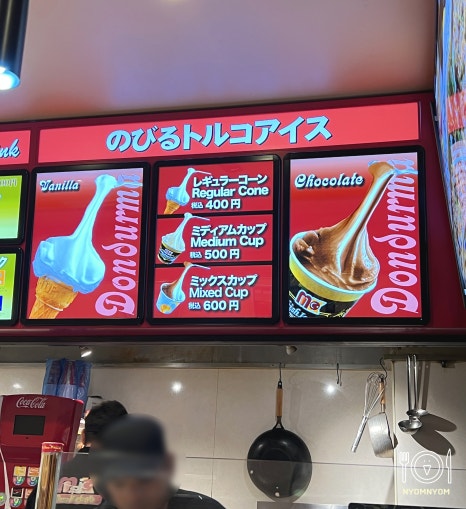 のびるトルコアイス
nk
Vanilla
Dondurma
レギュラーコーン
Regular Cone
税込 400円
ミディアムカップ
Medium Cup
税込 500円
ミックスカップ
Mixed Cup
税込 600円
Chocolate
Dondurma
Coca-Cola
NYOMNYOM